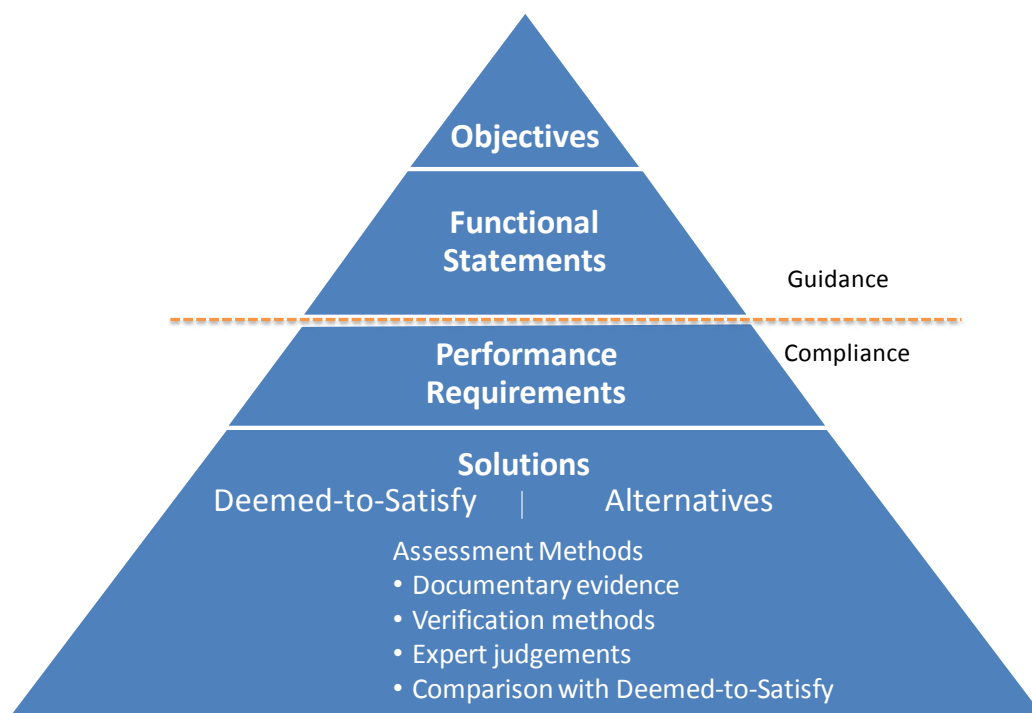 Objectives
Functional
Statements
Guidance
Performance
Requirements
Compliance
Solutions
Deemed-to-Satisfy | Alternatives
Assessment Methods
• Documentary evidence
• Verification methods
• Expert judgements
• Comparison with Deemed-to-Satisfy